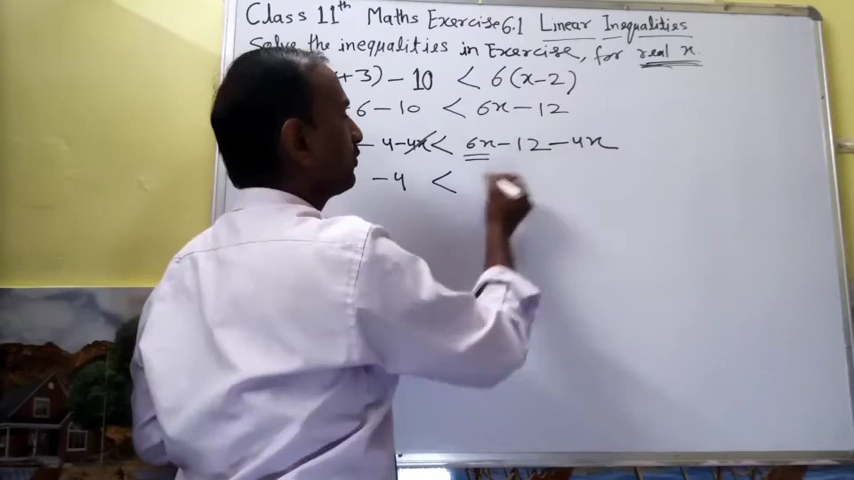 Class 11th Maths Exercise 6.1 Linear Inequalities
Solve the inequalities in Exercise, for real x.
+3) - 10 < 6(x-2)
6 - 10 < 6x - 12
- 4 - 4x < 6x - 12 - 4x
- 4 <